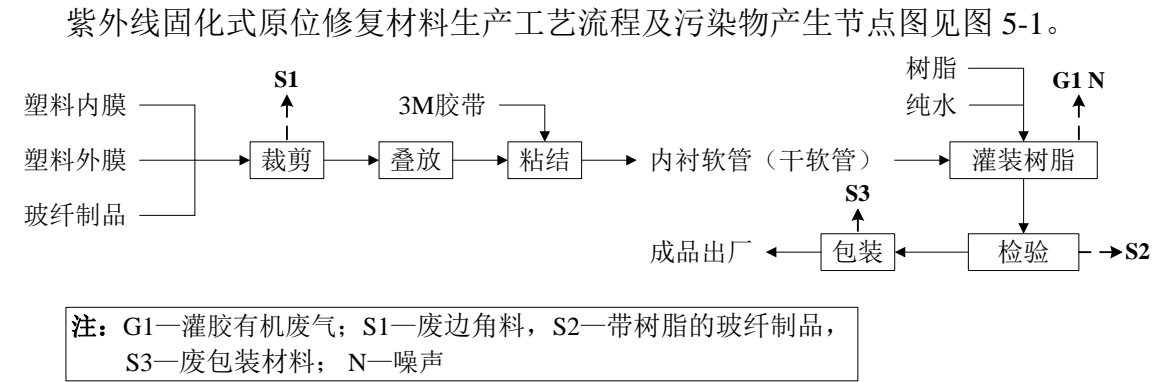 紫外线固化式原位修复材料生产工艺流程及污染物产生节点图见图 5-1。
树脂
S1
G1 N
塑料内膜
3M胶带
纯水
塑料外膜
裁剪
叠放
粘结
内衬软管（干软管）
灌装树脂
玻纤制品
S3
成品出厂
包装
检验
S2
注：G1—灌胶有机废气；S1—废边角料，S2—带树脂的玻纤制品，
S3—废包装材料； N—噪声